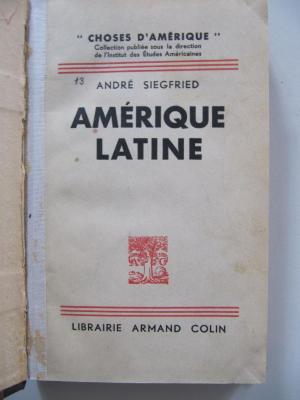 " CHOSES D'AMÉRIQUE "
Collection publiée sous la direction
de l'Institut des Études Américaines
13
ANDRÉ SIEGFRIED
AMÉRIQUE
LATINE
LIBRAIRIE ARMAND COLIN